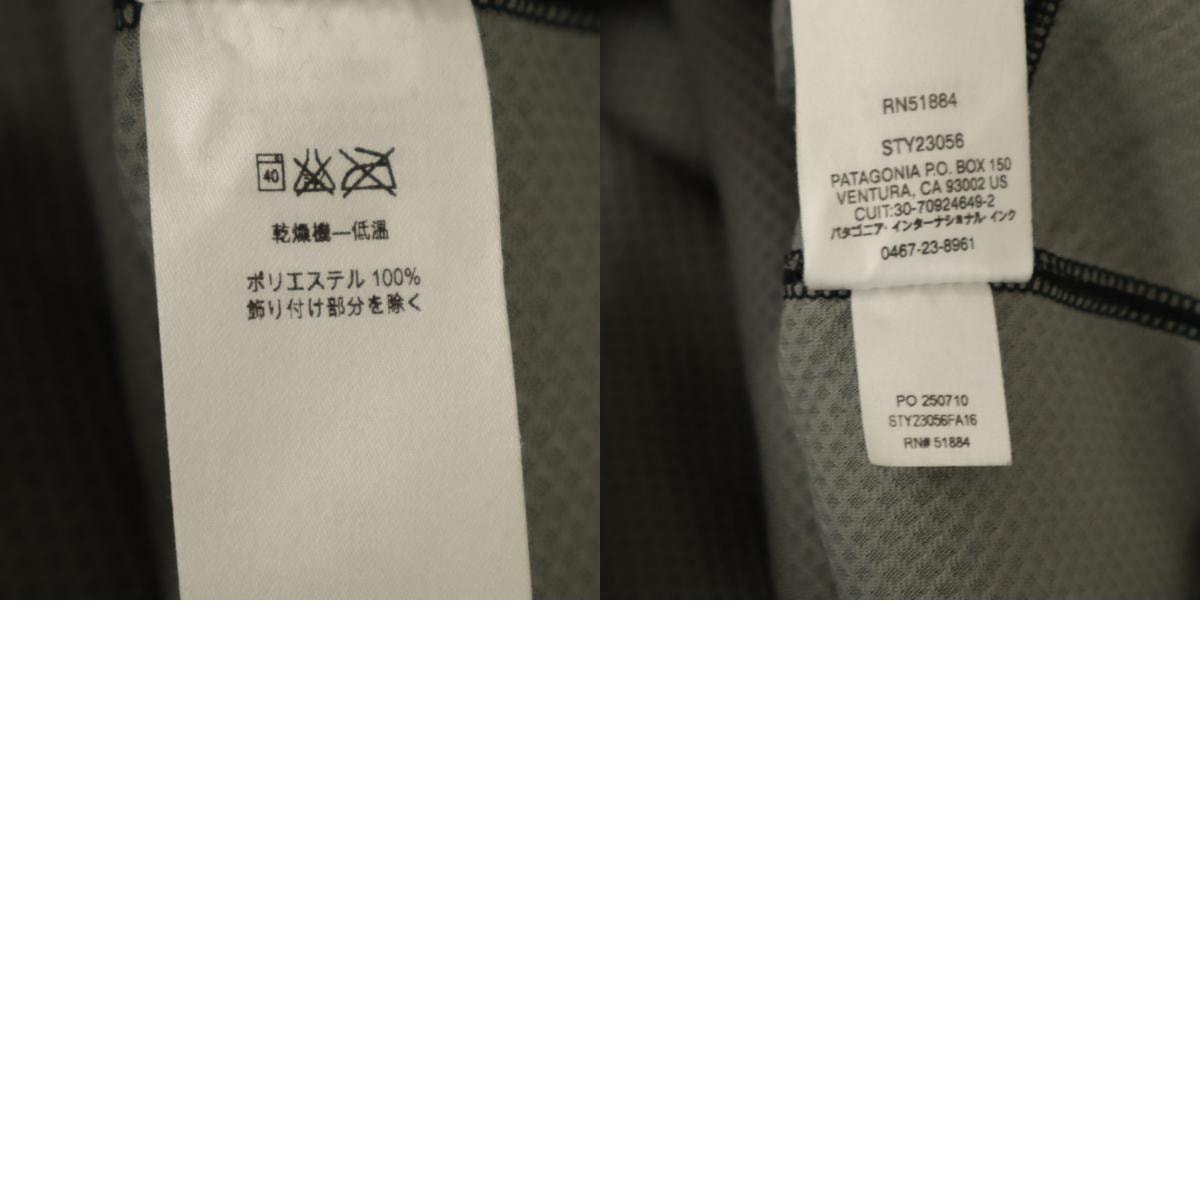 40
乾燥機—低温
ポリエステル 100%
飾り付け部分を除く
RN51884
STY23056
PATAGONIA P.O. BOX 150
VENTURA, CA 93002 US
CUIT:30-70924649-2
パタゴニア・インターナショナル インク
0467-23-8961
PO 250710
STY23056FA16
RN# 51884